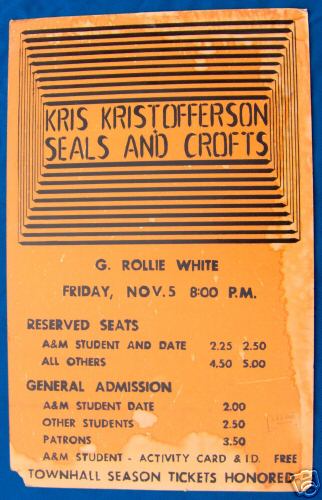 KRIS KRISTOFFERSON
SEALS AND CROFTS
G. ROLLIE WHITE
FRIDAY, NOV. 5 8:00 P.M.
RESERVED SEATS
A&M STUDENT AND DATE 2.25 2.50
ALL OTHERS 4.50 5.00
GENERAL ADMISSION
A&M STUDENT DATE 2.00
OTHER STUDENTS 2.50
PATRONS 3.50
A&M STUDENT - ACTIVITY CARD & I.D. FREE
TOWNHALL SEASON TICKETS HONORED